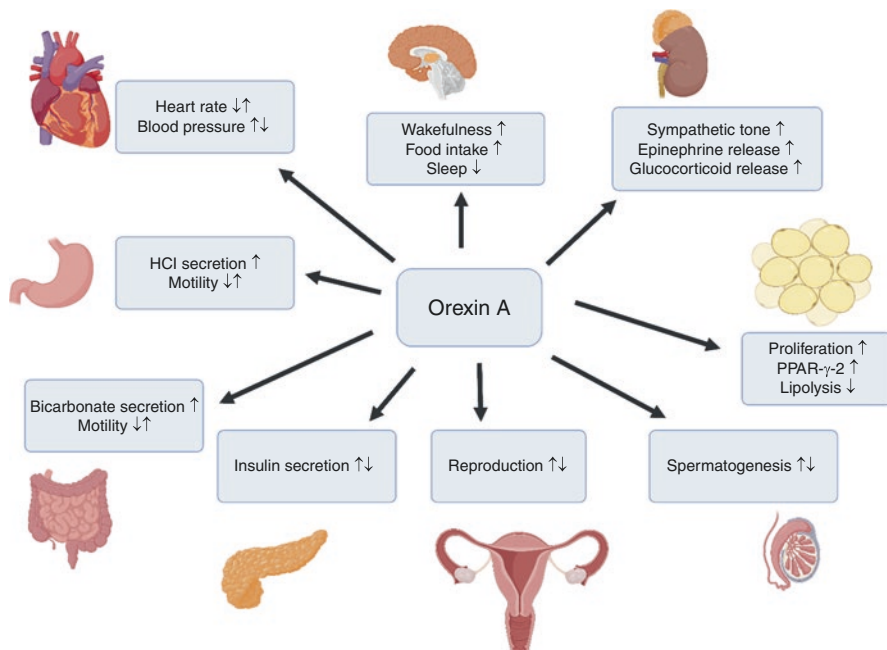 Heart rate ↓↑
Blood pressure ↑↓
Wakefulness ↑
Food intake ↑
Sleep ↓
Sympathetic tone ↑
Epinephrine release ↑
Glucocorticoid release ↑
HCl secretion ↑
Motility ↓↑
Orexin A
Proliferation ↑
PPAR-γ-2 ↑
Lipolysis ↓
Bicarbonate secretion ↑
Motility ↓↑
Insulin secretion ↑↓
Reproduction ↑↓
Spermatogenesis ↑↓